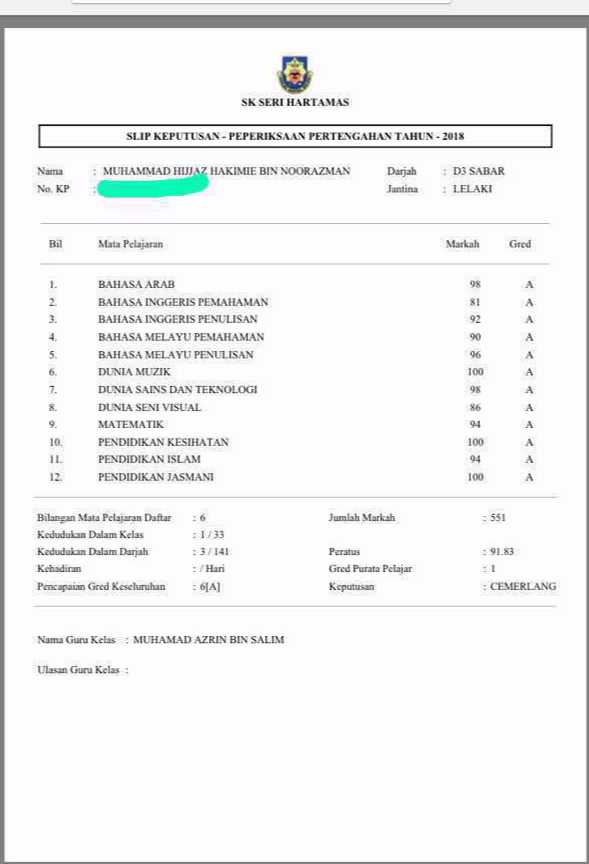 SK SERI HARTAMAS
SLIP KEPUTUSAN - PEPERIKSAAN PERTENGAHAN TAHUN - 2018
Nama : MUHAMMAD HIJJAZ HAKIMIE BIN NOORAZMAN Darjah : D3 SABAR
No. KP : Jantina : LELAKI
Bil Mata Pelajaran Markah Gred
1. BAHASA ARAB 98 A
2. BAHASA INGGERIS PEMAHAMAN 81 A
3. BAHASA INGGERIS PENULISAN 92 A
4. BAHASA MELAYU PEMAHAMAN 90 A
5. BAHASA MELAYU PENULISAN 96 A
6. DUNIA MUZIK 100 A
7. DUNIA SAINS DAN TEKNOLOGI 98 A
8. DUNIA SENI VISUAL 86 A
9. MATEMATIK 94 A
10. PENDIDIKAN KESIHATAN 100 A
11. PENDIDIKAN ISLAM 94 A
12. PENDIDIKAN JASMANI 100 A
Bilangan Mata Pelajaran Daftar : 6 Jumlah Markah : 551
Kedudukan Dalam Kelas : 1 / 33
Kedudukan Dalam Darjah : 3 / 141 Peratus : 91.83
Kehadiran : / Hari Gred Purata Pelajar : 1
Pencapaian Gred Keseluruhan : 6[A] Keputusan : CEMERLANG
Nama Guru Kelas : MUHAMAD AZRIN BIN SALIM
Ulasan Guru Kelas :